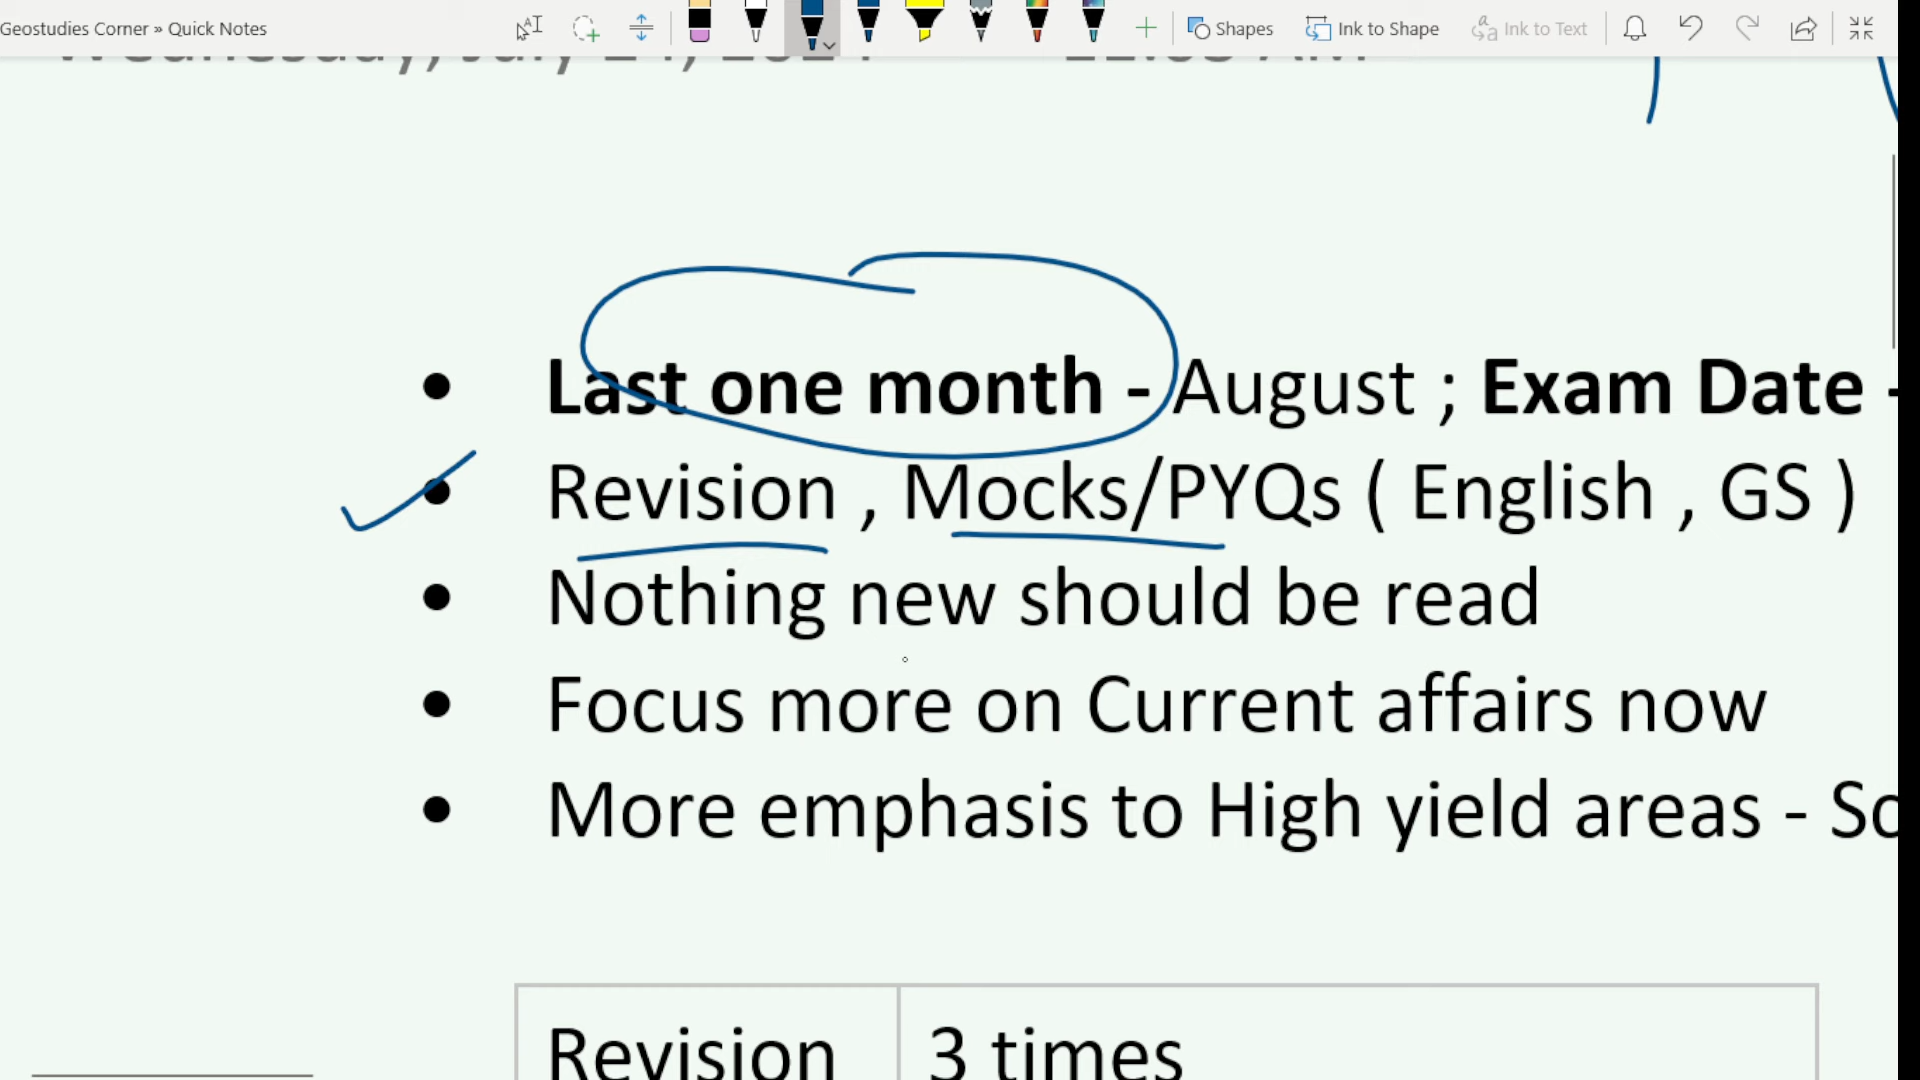 Geostudies Corner » Quick Notes
Shapes
Ink to Shape
Ink to Text
Last one month - August ; Exam Date -
Revision , Mocks/PYQs ( English , GS )
Nothing new should be read
Focus more on Current affairs now
More emphasis to High yield areas -
Revision 3 times